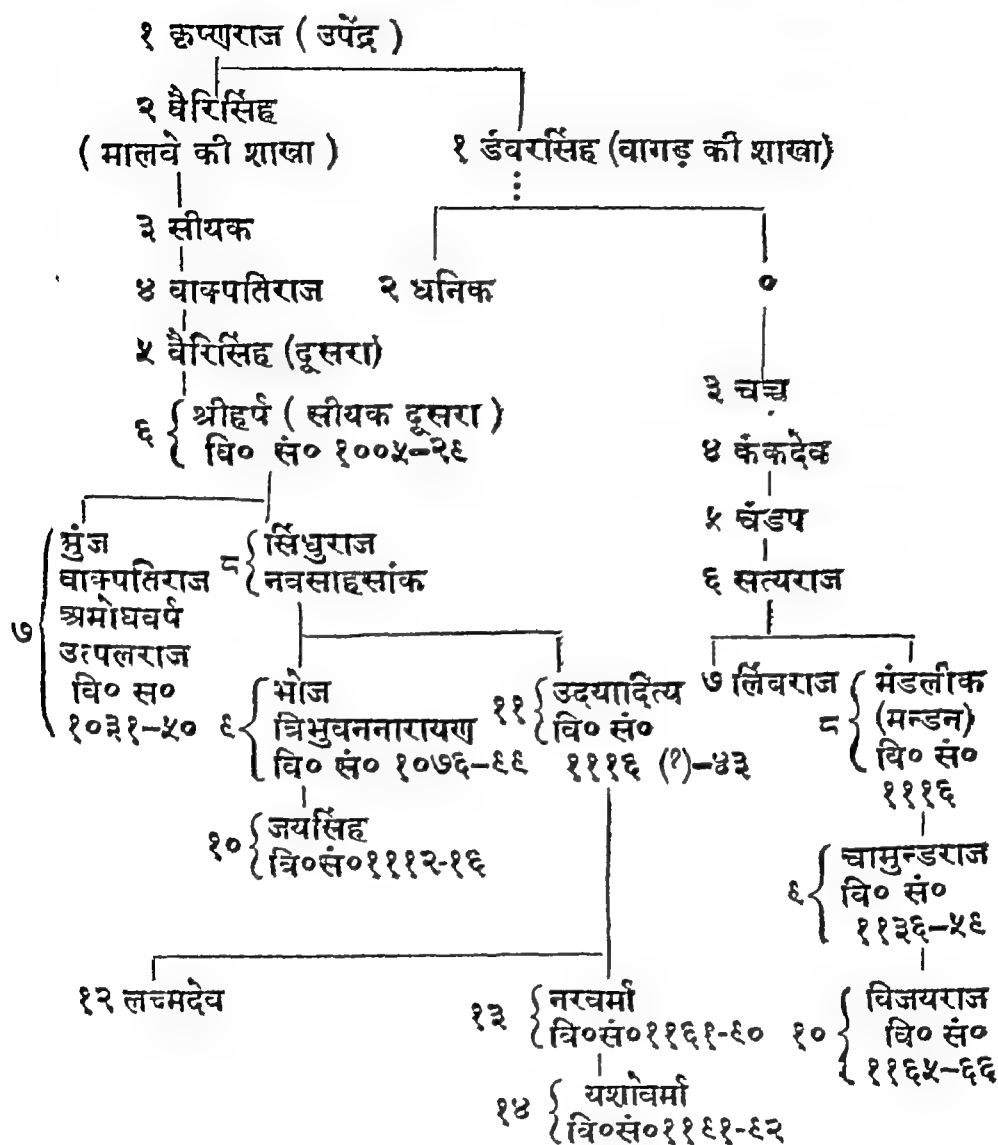 १ कृष्णराज ( उपेंद्र )
२ वैरिसिंह
( मालवे की शाखा )
१ डंवरसिंह (वागड़ की शाखा)
३ सीयक
४ वाक्पतिराज
२ धनिक
०
५ वैरिसिंह (दूसरा)
६ श्रीहर्ष ( सीयक दूसरा )
वि० सं० १००५–२९
३ चच्च
४ कंकदेव
५ चंडप
६ सत्यराज
७
मुंज
वाक्पतिराज
अमोघवर्ष
उत्पलराज
वि० स०
१०३१–५०
८ सिंधुराज
नवसाहसांक
९ भोज
त्रिभुवननारायण
वि० सं० १०७६–९९
११ उदयादित्य
वि० सं०
१११६ (१)–४३
७ लिंबराज
८
मंडलीक
(मन्डन)
वि० सं०
१११६
१० जयसिंह
वि०सं०१११२-१६
९ चामुन्डराज
वि० सं०
११३६–५९
१२ लक्ष्मदेव
१३ नरवर्मा
वि०सं०११६१-९०
१० विजयराज
वि० सं०
११६५–६६
१४ यशोवर्मा
वि०सं०११९१-९२